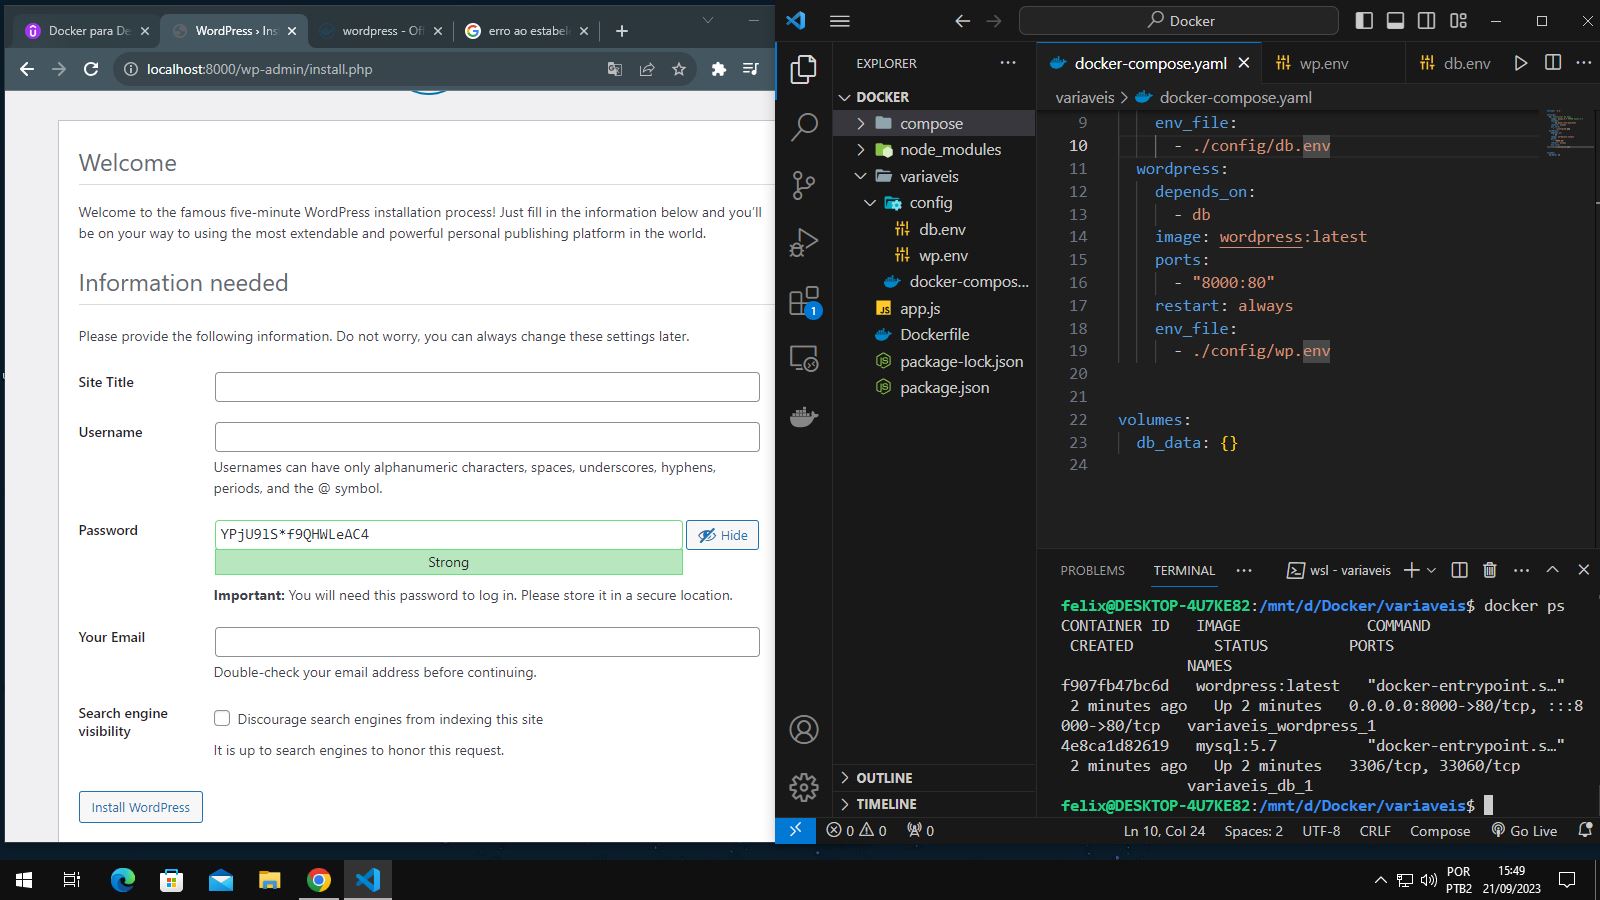 Docker para De
WordPress › Ins
wordpress - Off
erro ao estabele
localhost:8000/wp-admin/install.php
Welcome
Welcome to the famous five-minute WordPress installation process! Just fill in the information below and you'll
be on your way to using the most extendable and powerful personal publishing platform in the world.
Information needed
Please provide the following information. Do not worry, you can always change these settings later.
Site Title
Username
Usernames can have only alphanumeric characters, spaces, underscores, hyphens,
periods, and the @ symbol.
Password
YPjU9lS*f9QHWLeAC4
Hide
Strong
Important: You will need this password to log in. Please store it in a secure location.
Your Email
Double-check your email address before continuing.
Search engine
visibility
Discourage search engines from indexing this site
It is up to search engines to honor this request.
Install WordPress
Docker
EXPLORER
DOCKER
compose
node_modules
variaveis
config
db.env
wp.env
docker-compos...
app.js
Dockerfile
package-lock.json
package.json
OUTLINE
TIMELINE
1
docker-compose.yaml
wp.env
db.env
variaveis > docker-compose.yaml
9 env_file:
10 - ./config/db.env
11 wordpress:
12 depends_on:
13 - db
14 image: wordpress:latest
15 ports:
16 - "8000:80"
17 restart: always
18 env_file:
19 - ./config/wp.env
20
21
22 volumes:
23 db_data: {}
24
PROBLEMS
TERMINAL
wsl - variaveis
felix@DESKTOP-4U7KE82:/mnt/d/Docker/variaveis$ docker ps
CONTAINER ID IMAGE COMMAND
CREATED STATUS PORTS
NAMES
f907fb47bc6d wordpress:latest "docker-entrypoint.s…"
2 minutes ago Up 2 minutes 0.0.0.0:8000->80/tcp, :::8
000->80/tcp variaveis_wordpress_1
4e8ca1d82619 mysql:5.7 "docker-entrypoint.s…"
2 minutes ago Up 2 minutes 3306/tcp, 33060/tcp
variaveis_db_1
felix@DESKTOP-4U7KE82:/mnt/d/Docker/variaveis$
0 0 0
Ln 10, Col 24
Spaces: 2
UTF-8
CRLF
Compose
Go Live
POR
PTB2
15:49
21/09/2023